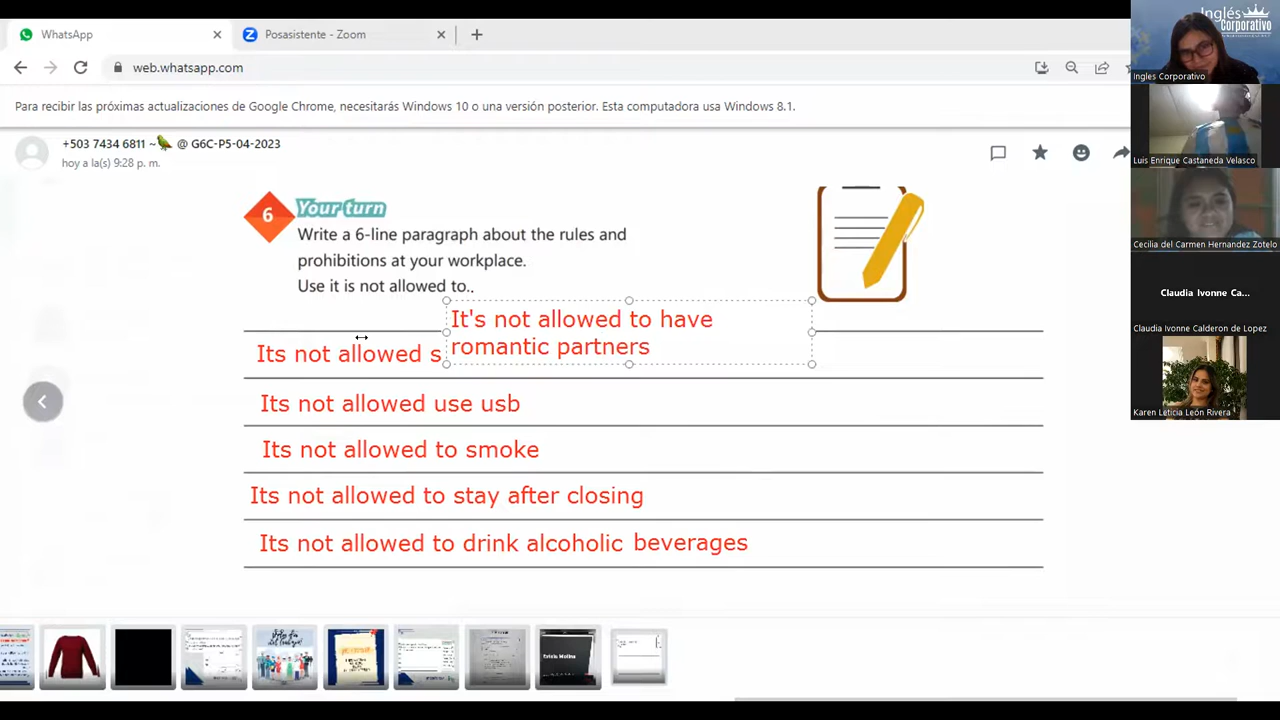 WhatsApp
Posasistente - Zoom
web.whatsapp.com
Para recibir las próximas actualizaciones de Google Chrome, necesitarás Windows 10 o una versión posterior. Esta computadora usa Windows 8.1.
+503 7434 6811 ~ @ G6C-P5-04-2023
hoy a la(s) 9:28 p. m.
6 Your turn
Write a 6-line paragraph about the rules and
prohibitions at your workplace.
Use it is not allowed to..
It's not allowed to have
romantic partners
Its not allowed s
Its not allowed use usb
Its not allowed to smoke
Its not allowed to stay after closing
Its not allowed to drink alcoholic beverages
Inglés
Corporativo
Ingles Corporativo
Luis Enrique Castaneda Velasco
Cecilia del Carmen Hernandez Zotelo
Claudia Ivonne Ca...
Claudia Ivonne Calderon de Lopez
Karen Leticia León Rivera
Estela Molina